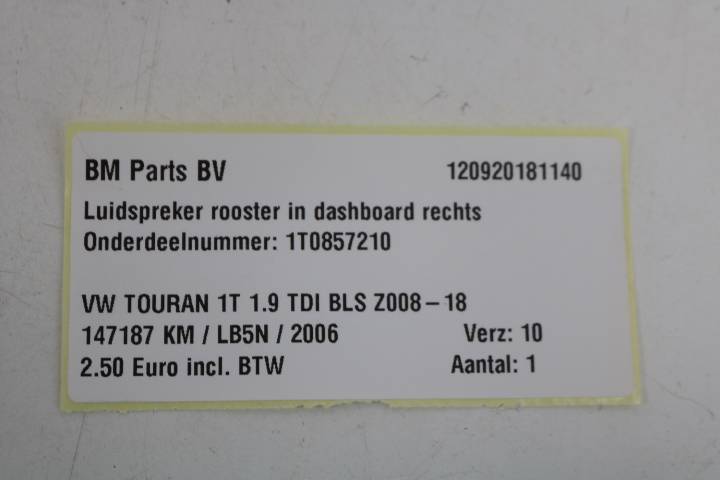 BM Parts BV 120920181140
Luidspreker rooster in dashboard rechts
Onderdeelnummer: 1T0857210
VW TOURAN 1T 1.9 TDI BLS Z008-18
147187 KM / LB5N / 2006 Verz: 10
2.50 Euro incl. BTW Aantal: 1